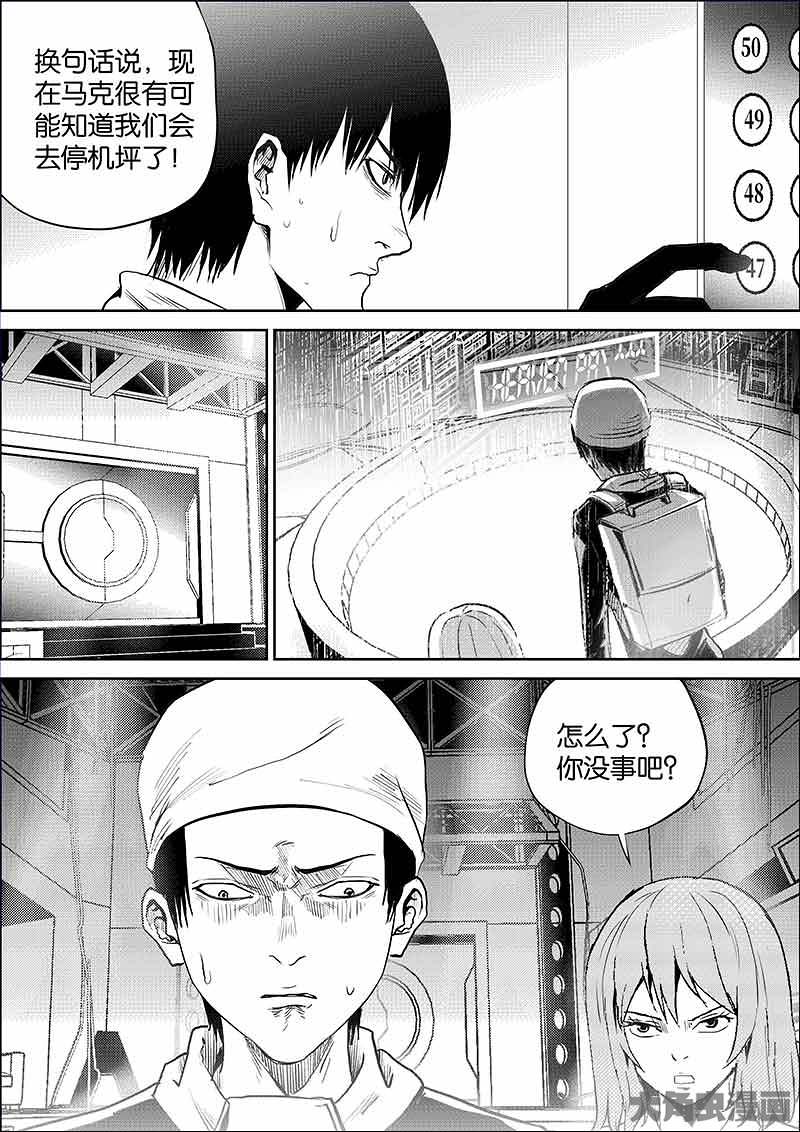 换句话说，现
在马克很有可
能知道我们会
去停机坪了！
50
49
48
47
怎么了？
你没事吧？
犬角虫漫画